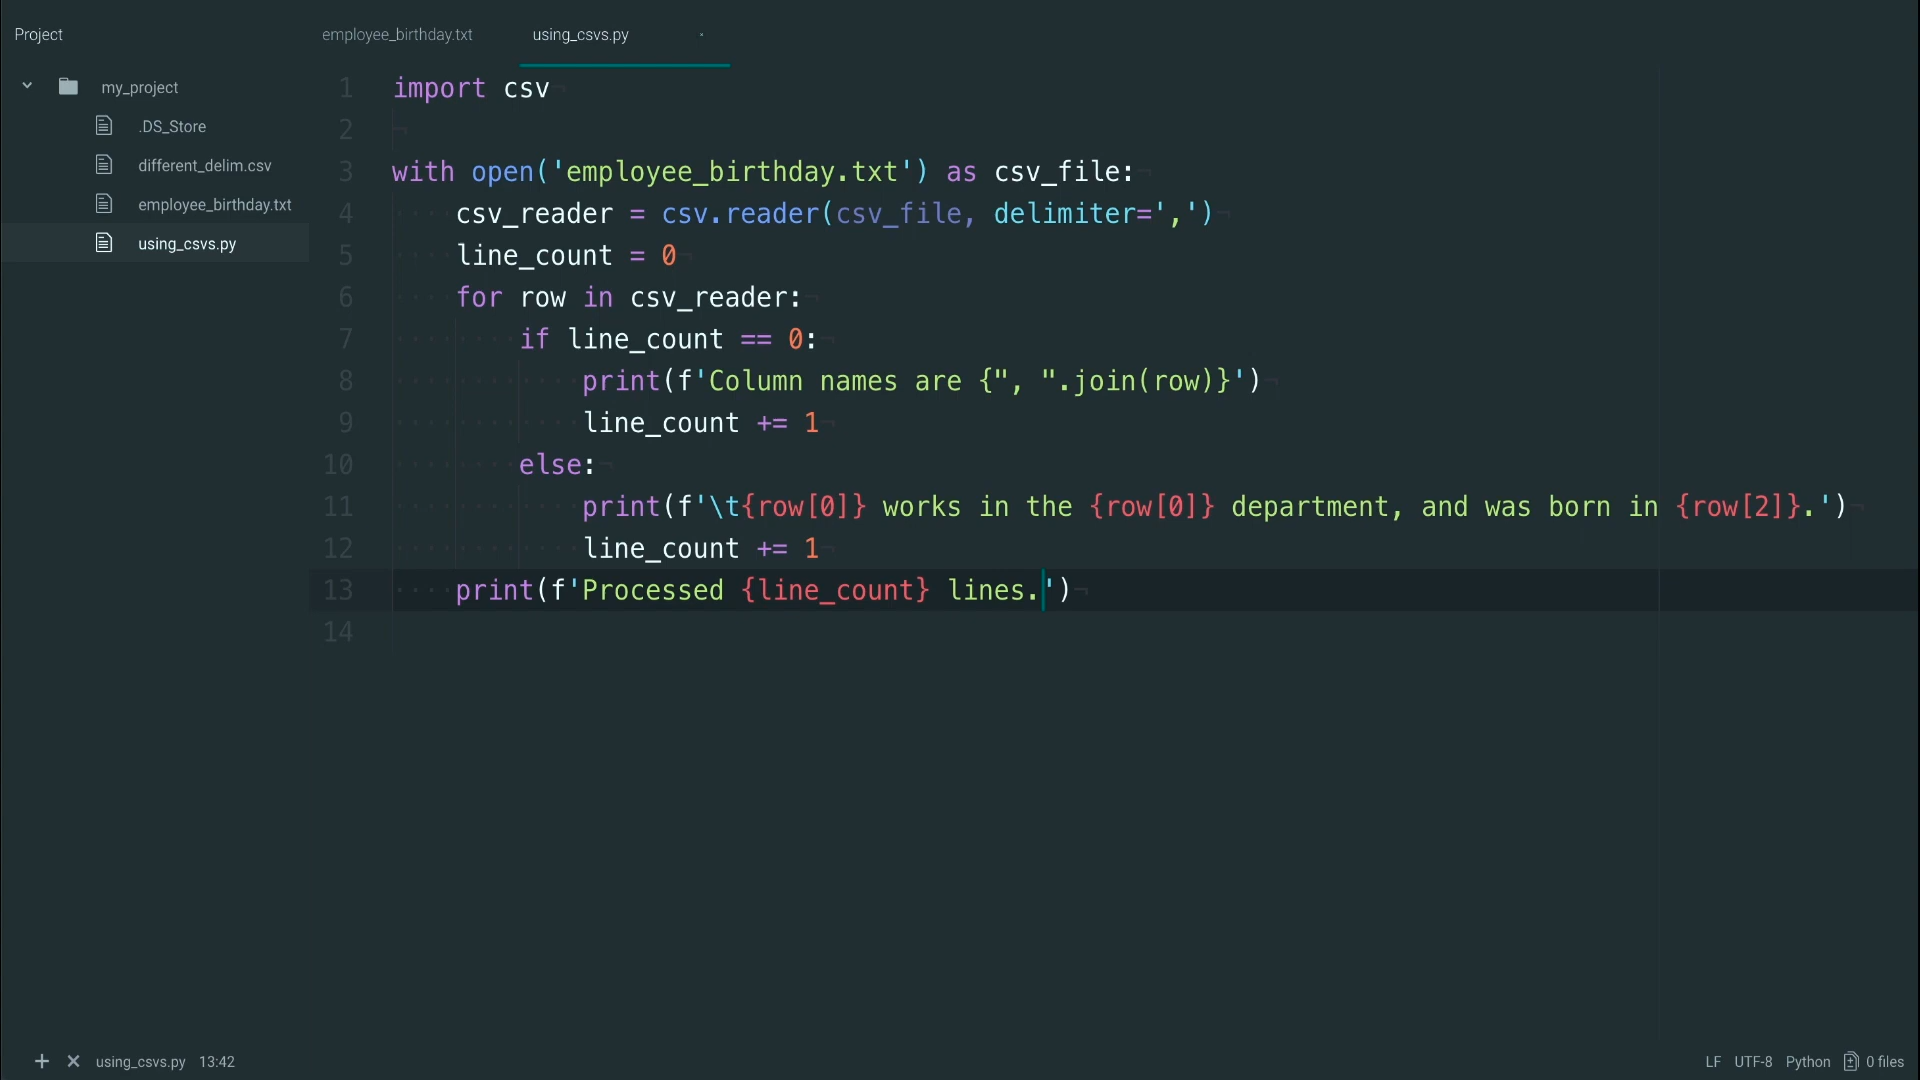 Project
employee_birthday.txt
using_csvs.py
my_project
.DS_Store
different_delim.csv
employee_birthday.txt
using_csvs.py
1 import csv
2
3 with open('employee_birthday.txt') as csv_file:
4 csv_reader = csv.reader(csv_file, delimiter=',')
5 line_count = 0
6 for row in csv_reader:
7 if line_count == 0:
8 print(f'Column names are {", ".join(row)}')
9 line_count += 1
10 else:
11 print(f'\t{row[0]} works in the {row[0]} department, and was born in {row[2]}.')
12 line_count += 1
13 print(f'Processed {line_count} lines.')
14
using_csvs.py 13:42
LF UTF-8 Python 0 files